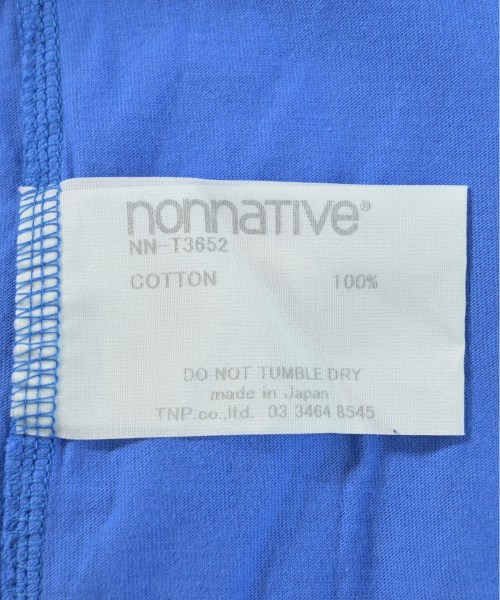 nonnative®
NN-T3652
COTTON 100%
DO NOT TUMBLE DRY
made in Japan
TNP.co.,ltd. 03 3464 8545